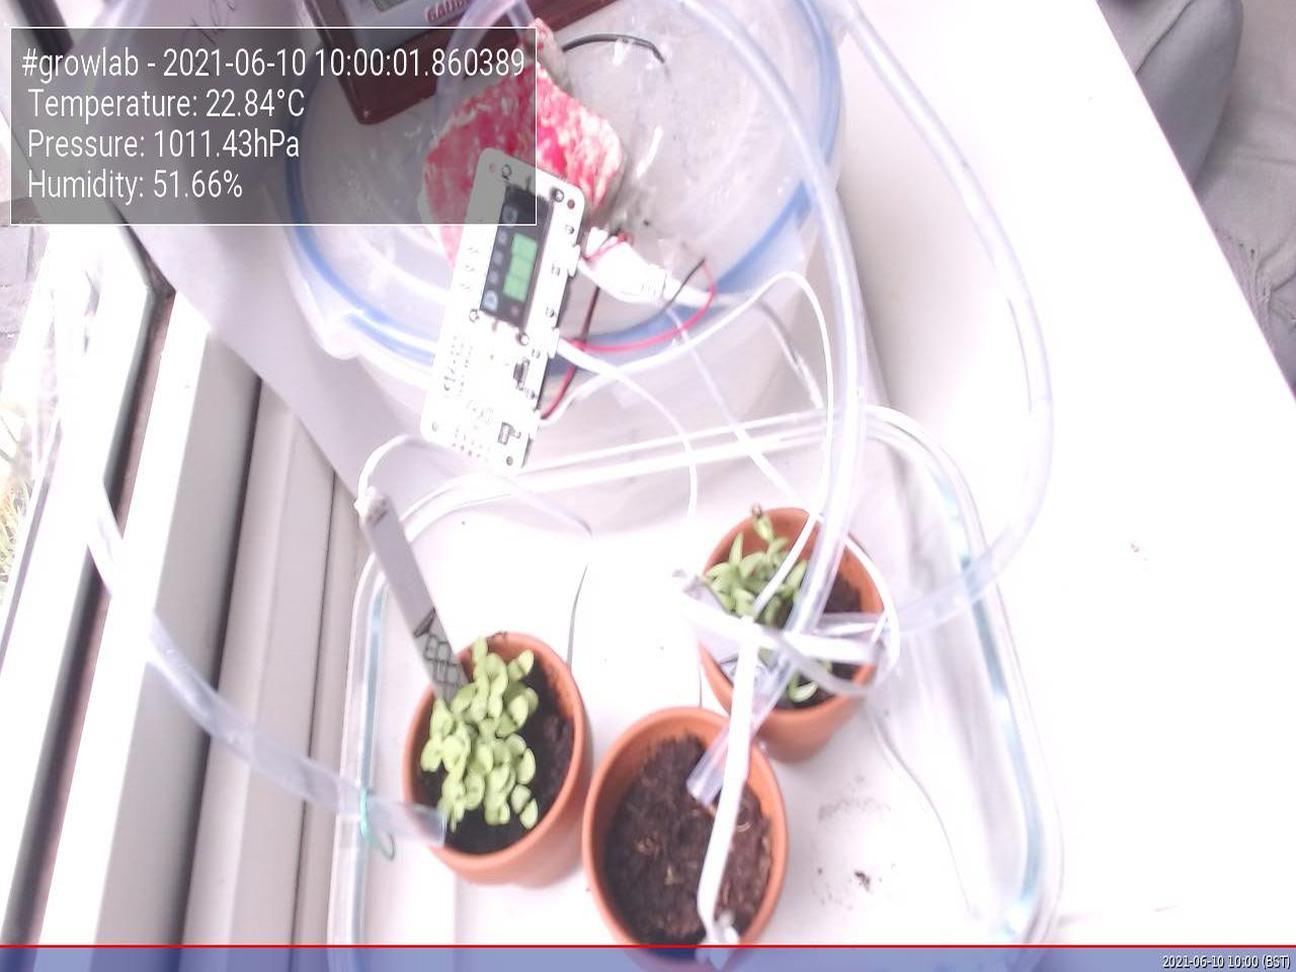 #growlab - 2021-06-10 10:00:01.860389
Temperature: 22.84°C
Pressure: 1011.43hPa
Humidity: 51.66%
2021-06-10 10:00 (BST)